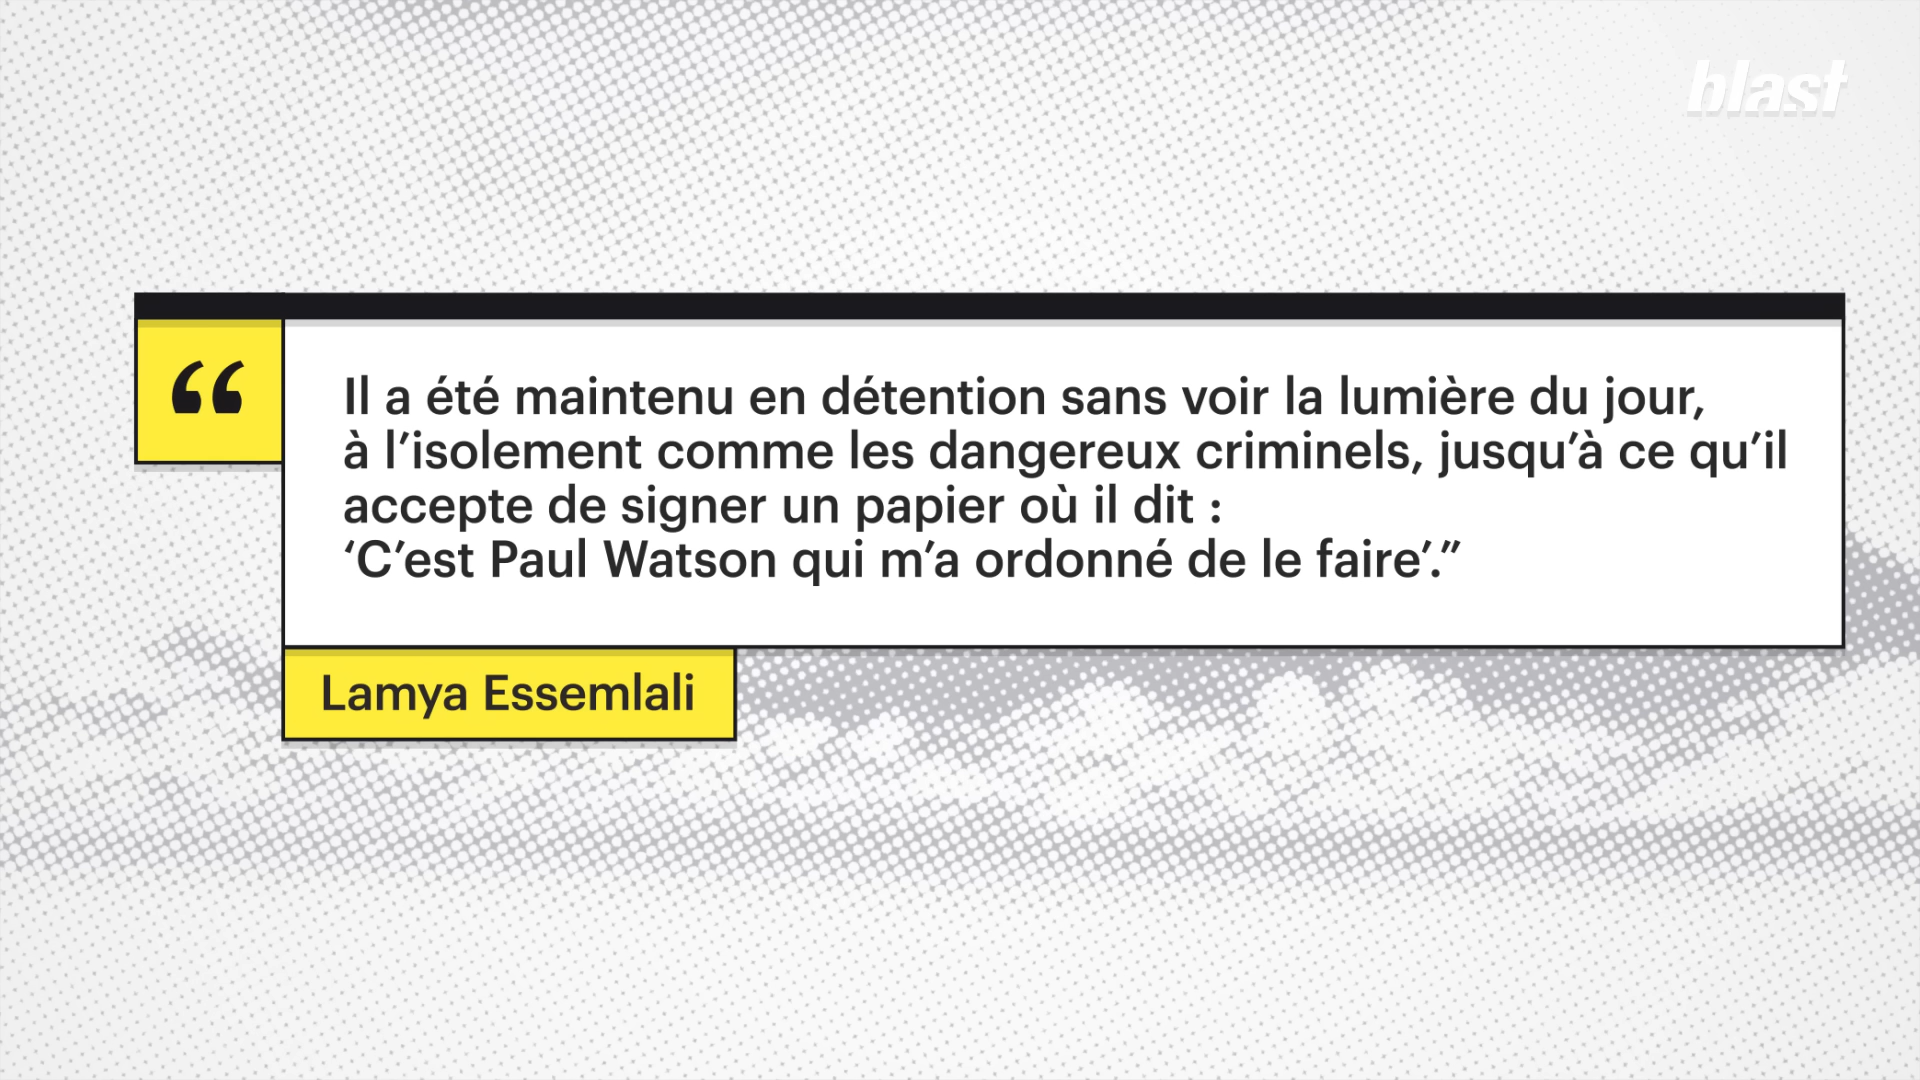 blast
“
Il a été maintenu en détention sans voir la lumière du jour,
à l’isolement comme les dangereux criminels, jusqu’à ce qu’il
accepte de signer un papier où il dit :
‘C’est Paul Watson qui m’a ordonné de le faire’.”
Lamya Essemlali